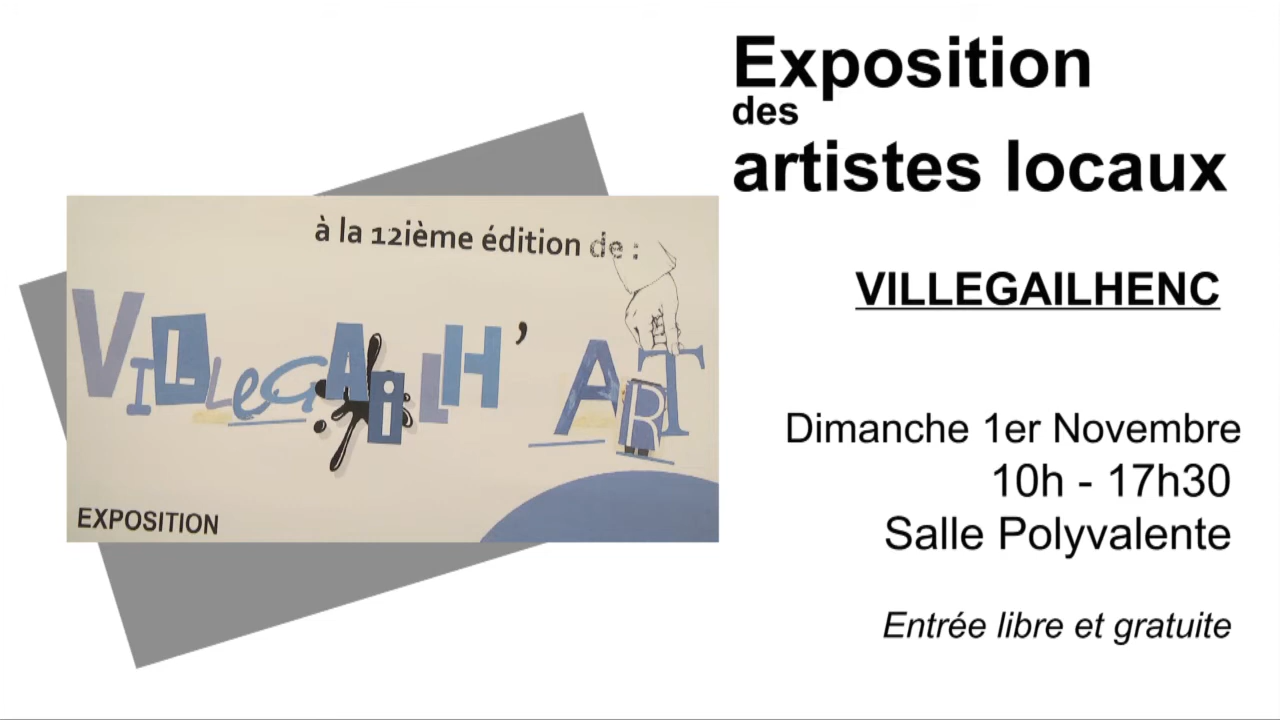 Exposition
des
artistes locaux
VILLEGAILHENC
Dimanche 1er Novembre
10h - 17h30
Salle Polyvalente
Entrée libre et gratuite
à la 12ième édition de :
VILLEGAiLH' ART
EXPOSITION